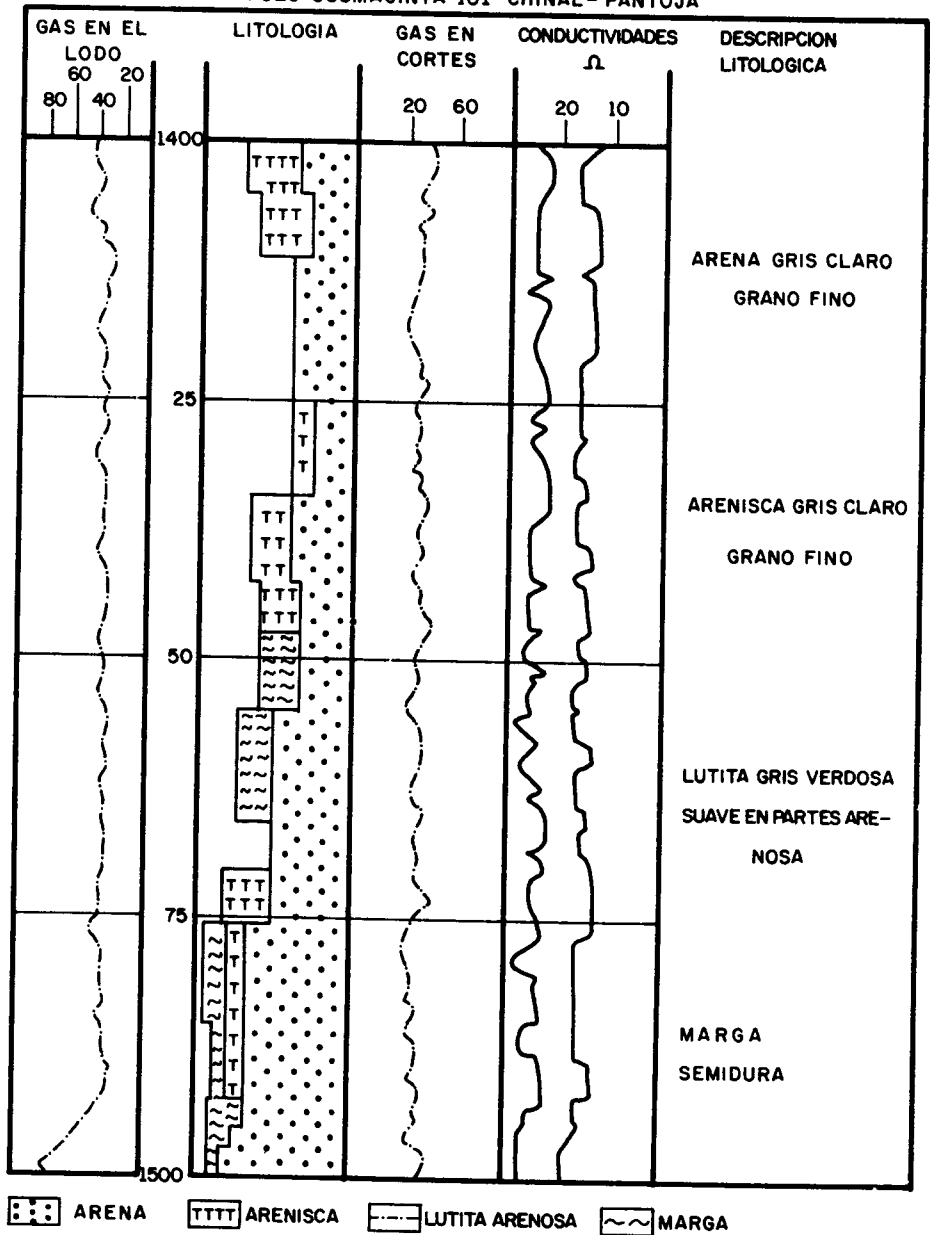 GAS EN EL LODO
60 20
80 40
LITOLOGIA
GAS EN CORTES
20 60
CONDUCTIVIDADES
Ω
20 10
DESCRIPCION LITOLOGICA
1400
ARENA GRIS CLARO
GRANO FINO
25
ARENISCA GRIS CLARO
GRANO FINO
50
LUTITA GRIS VERDOSA
SUAVE EN PARTES ARE-
NOSA
75
MARGA
SEMIDURA
1500
ARENA TTTT ARENISCA LUTITA ARENOSA ~~ MARGA